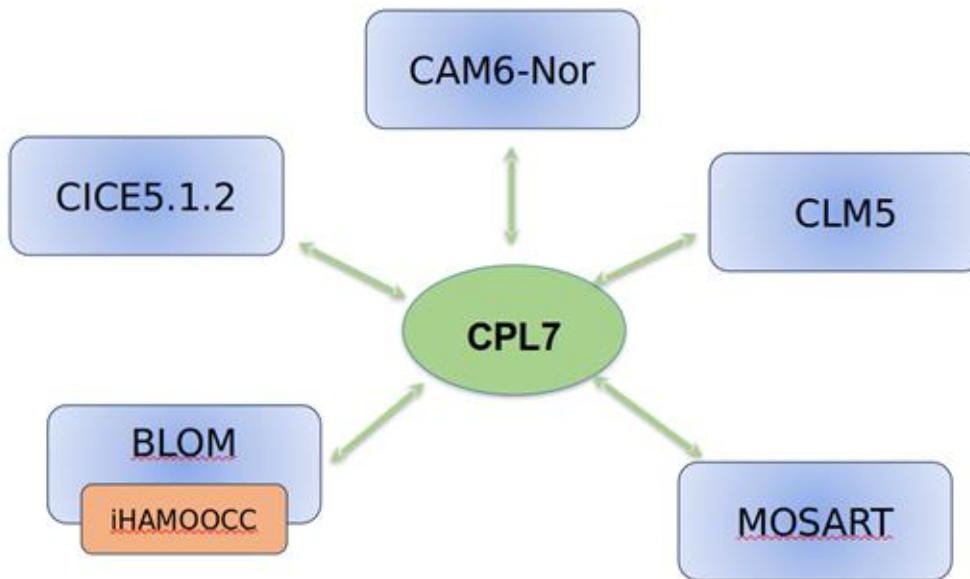 CAM6-Nor
CICE5.1.2
CLM5
CPL7
BLOM
iHAMOOCC
MOSART